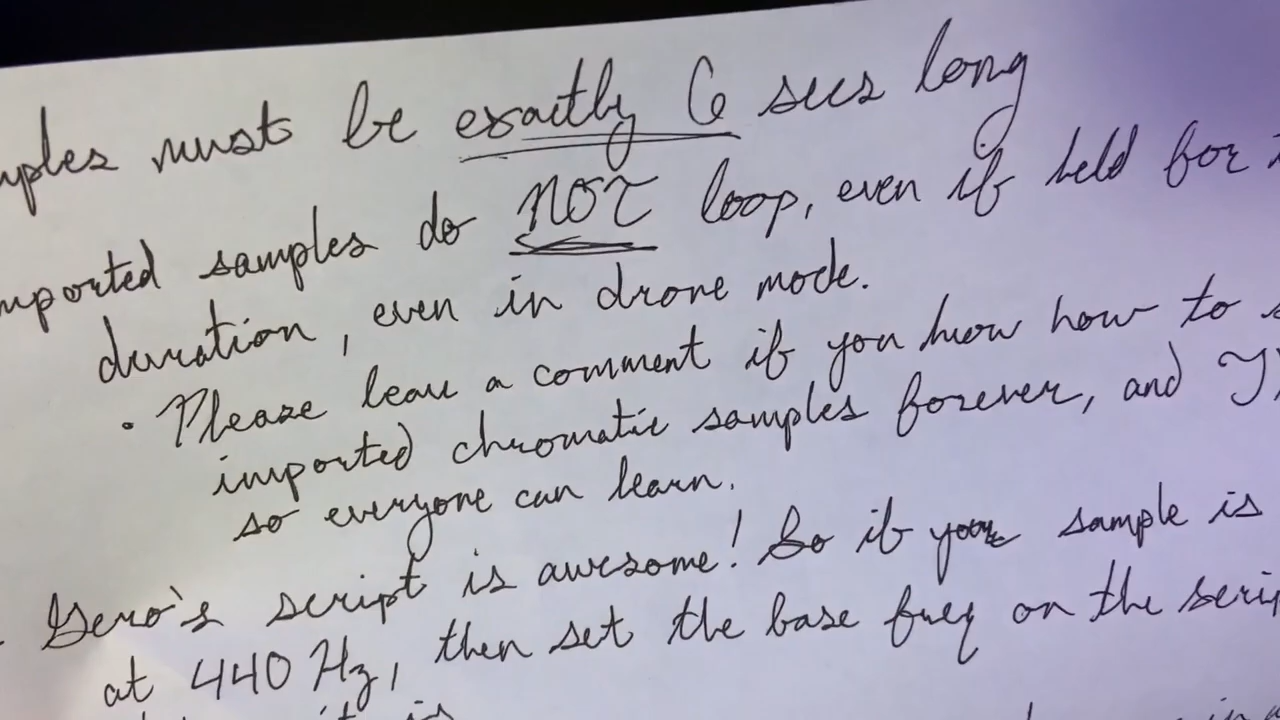 mples must be exactly 6 secs long
mported samples do NOT loop, even if held for
duration, even in drone mode.
· Please leave a comment if you know how to
imported chromatic samples forever, and I'
so everyone can learn.
Gero's script is awesome! So if your sample is
at 440 Hz, then set the base freq on the scrip